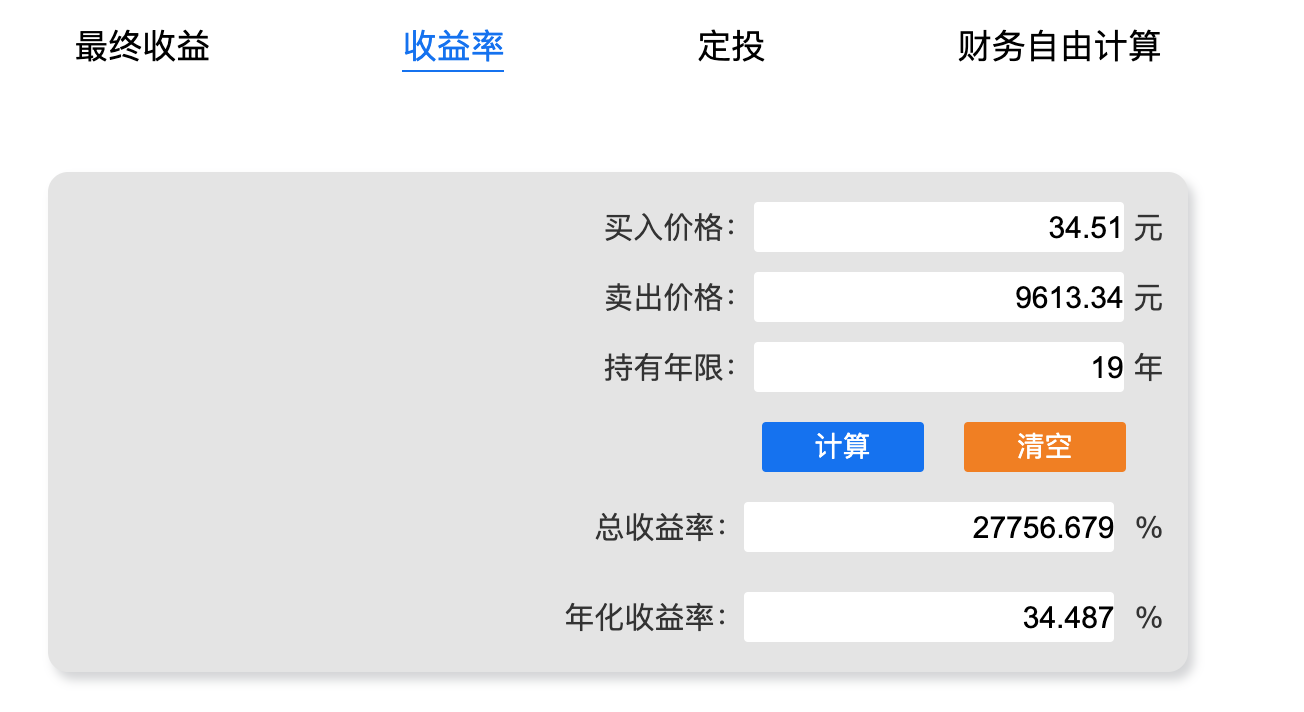 最终收益 收益率 定投 财务自由计算
买入价格： 34.51 元
卖出价格： 9613.34 元
持有年限： 19 年
计算 清空
总收益率： 27756.679 %
年化收益率： 34.487 %